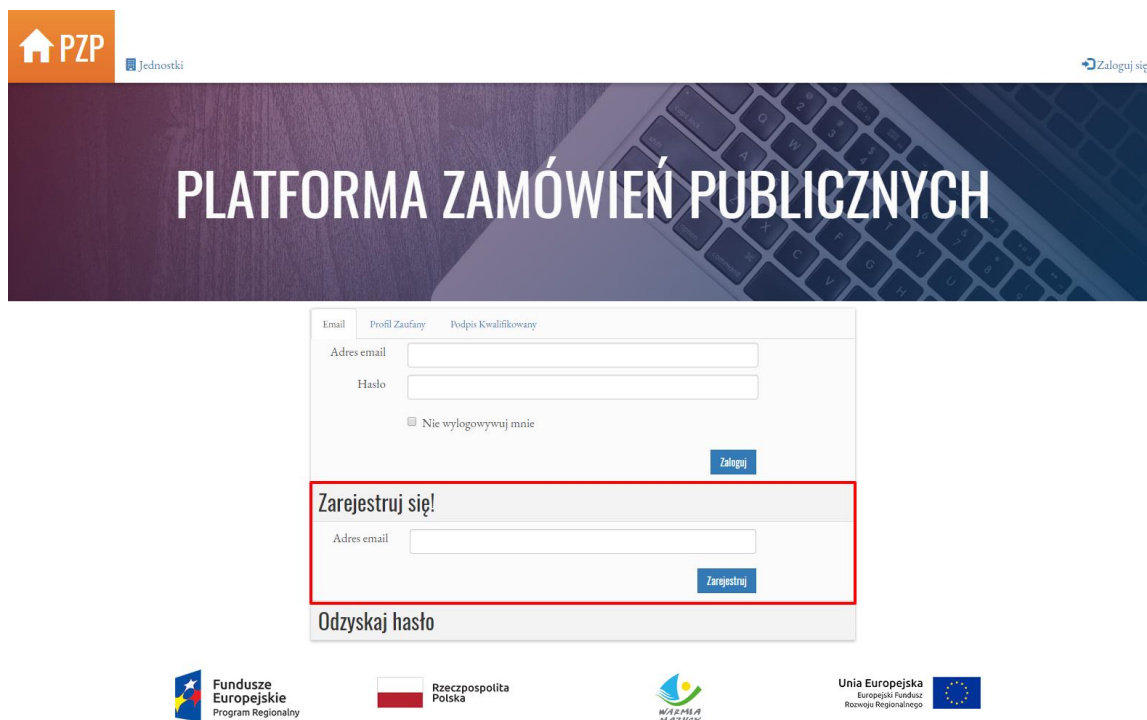 PZP
Jednostki
Zaloguj się
PLATFORMA ZAMÓWIEŃ PUBLICZNYCH
Email Profil Zaufany Podpis Kwalifikowany
Adres email
Hasło
Nie wylogowywuj mnie
Zaloguj
Zarejestruj się!
Adres email
Zarejestruj
Odzyskaj hasło
Fundusze
Europejskie
Program Regionalny
Rzeczpospolita
Polska
WARMIA
Unia Europejska
Europejski Fundusz
Rozwoju Regionalnego